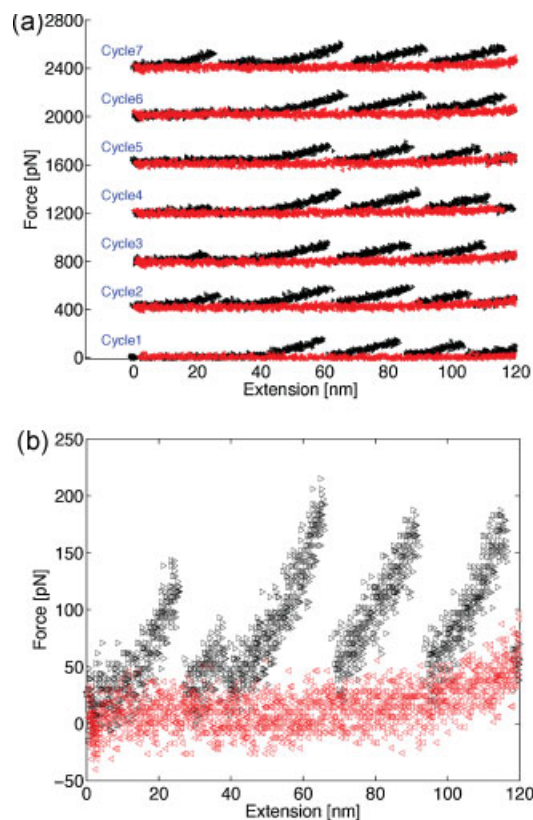 (a)
2800
2400
2000
1600
1200
800
400
0
Force [pN]
Cycle7
Cycle6
Cycle5
Cycle4
Cycle3
Cycle2
Cycle1
0 20 40 60 80 100 120
Extension [nm]
(b)
250
200
150
100
50
0
-50
Force [pN]
0 20 40 60 80 100 120
Extension [nm]